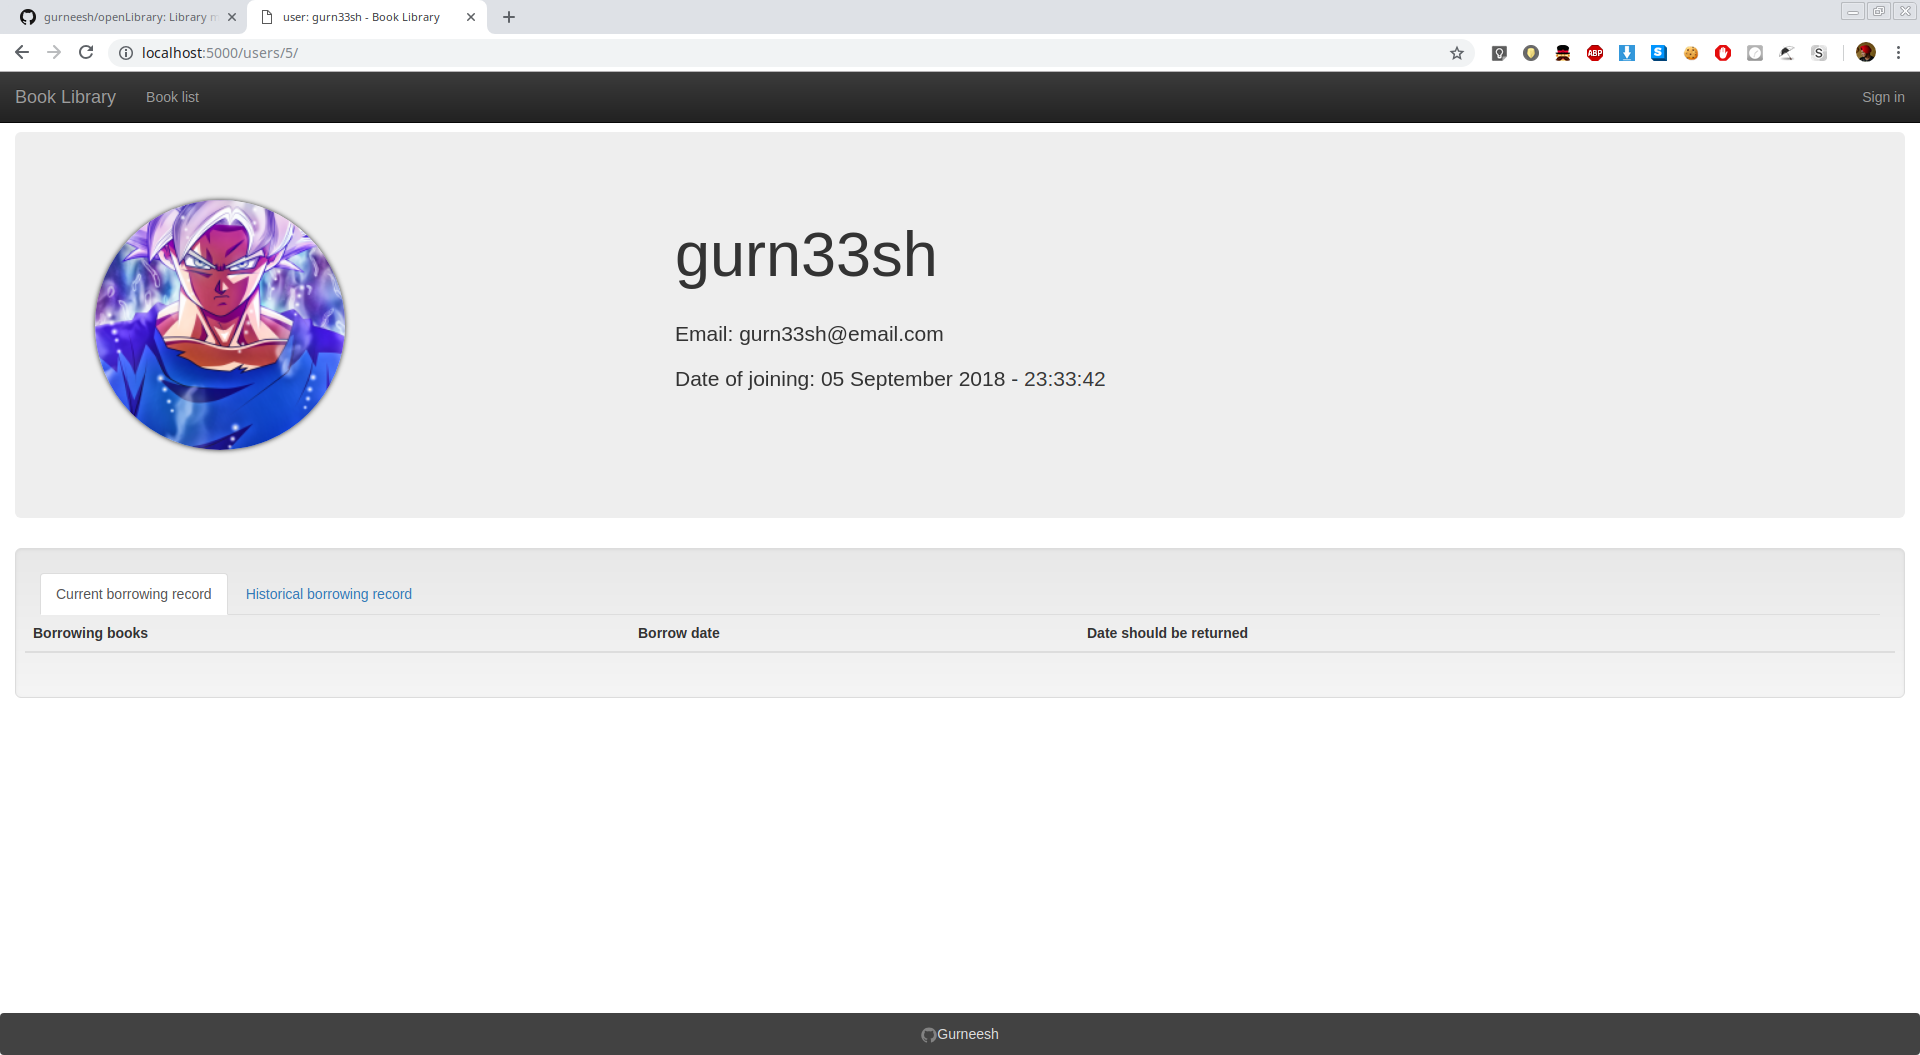 gurneesh/openLibrary: Library m
user: gurn33sh - Book Library
localhost:5000/users/5/
ABP
S
S
Book Library
Book list
Sign in
gurn33sh
Email: gurn33sh@email.com
Date of joining: 05 September 2018 - 23:33:42
Current borrowing record
Historical borrowing record
Borrowing books
Borrow date
Date should be returned
Gurneesh